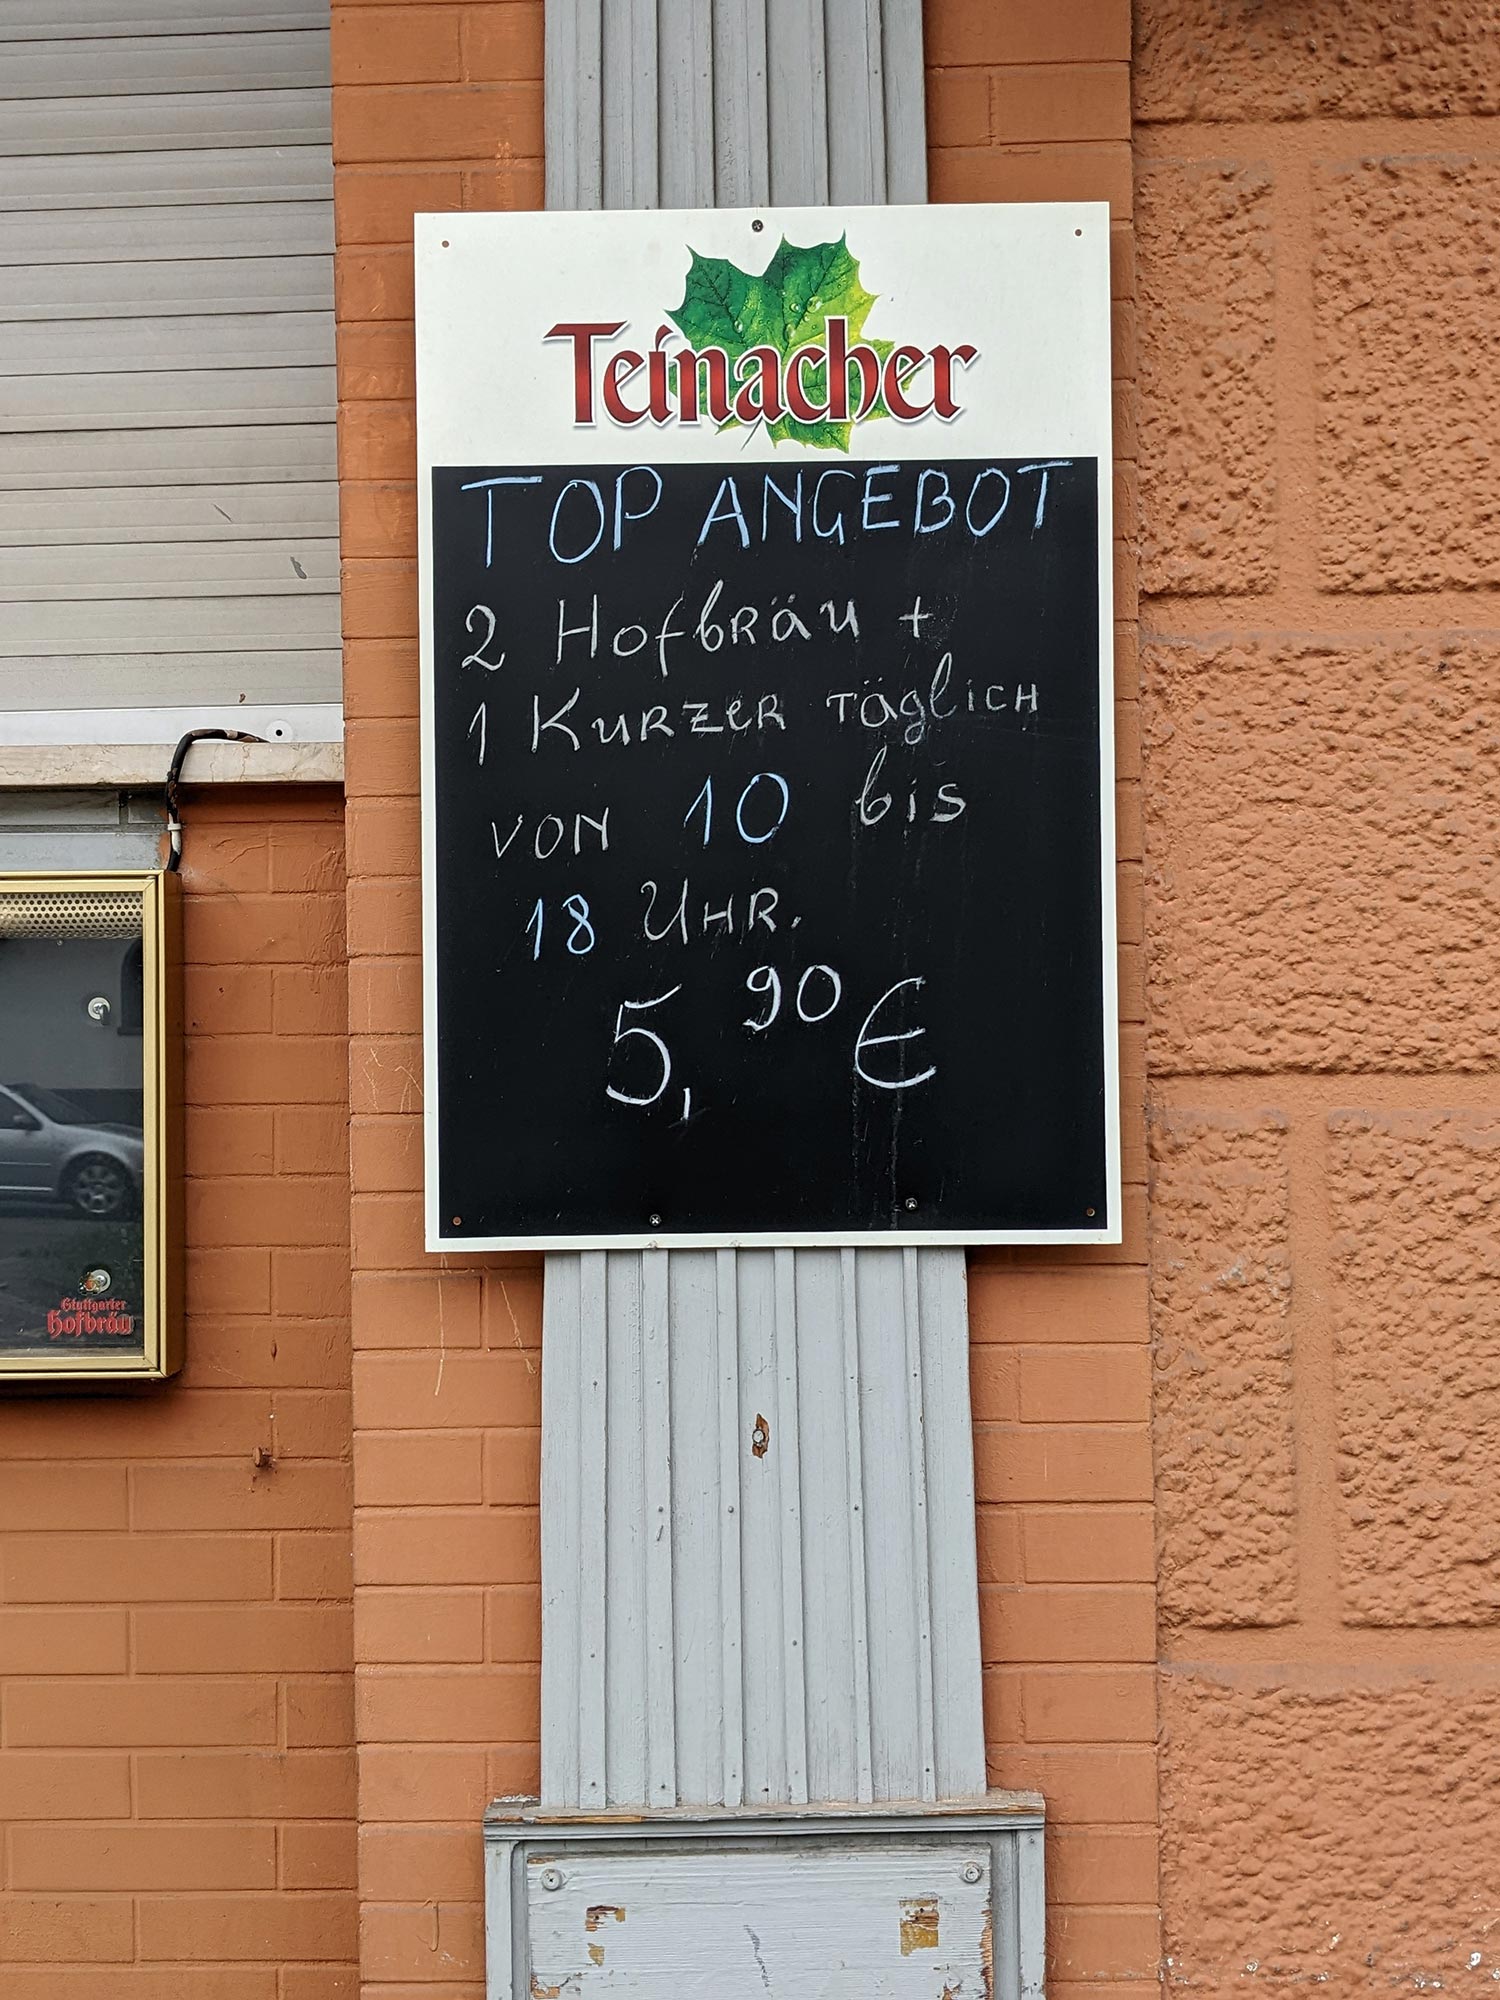 Teinacher
TOP ANGEBOT
2 Hofbräu +
1 Kurzer täglich
von 10 bis
18 Uhr.
5,90 €
Stuttgarter
Hofbräu